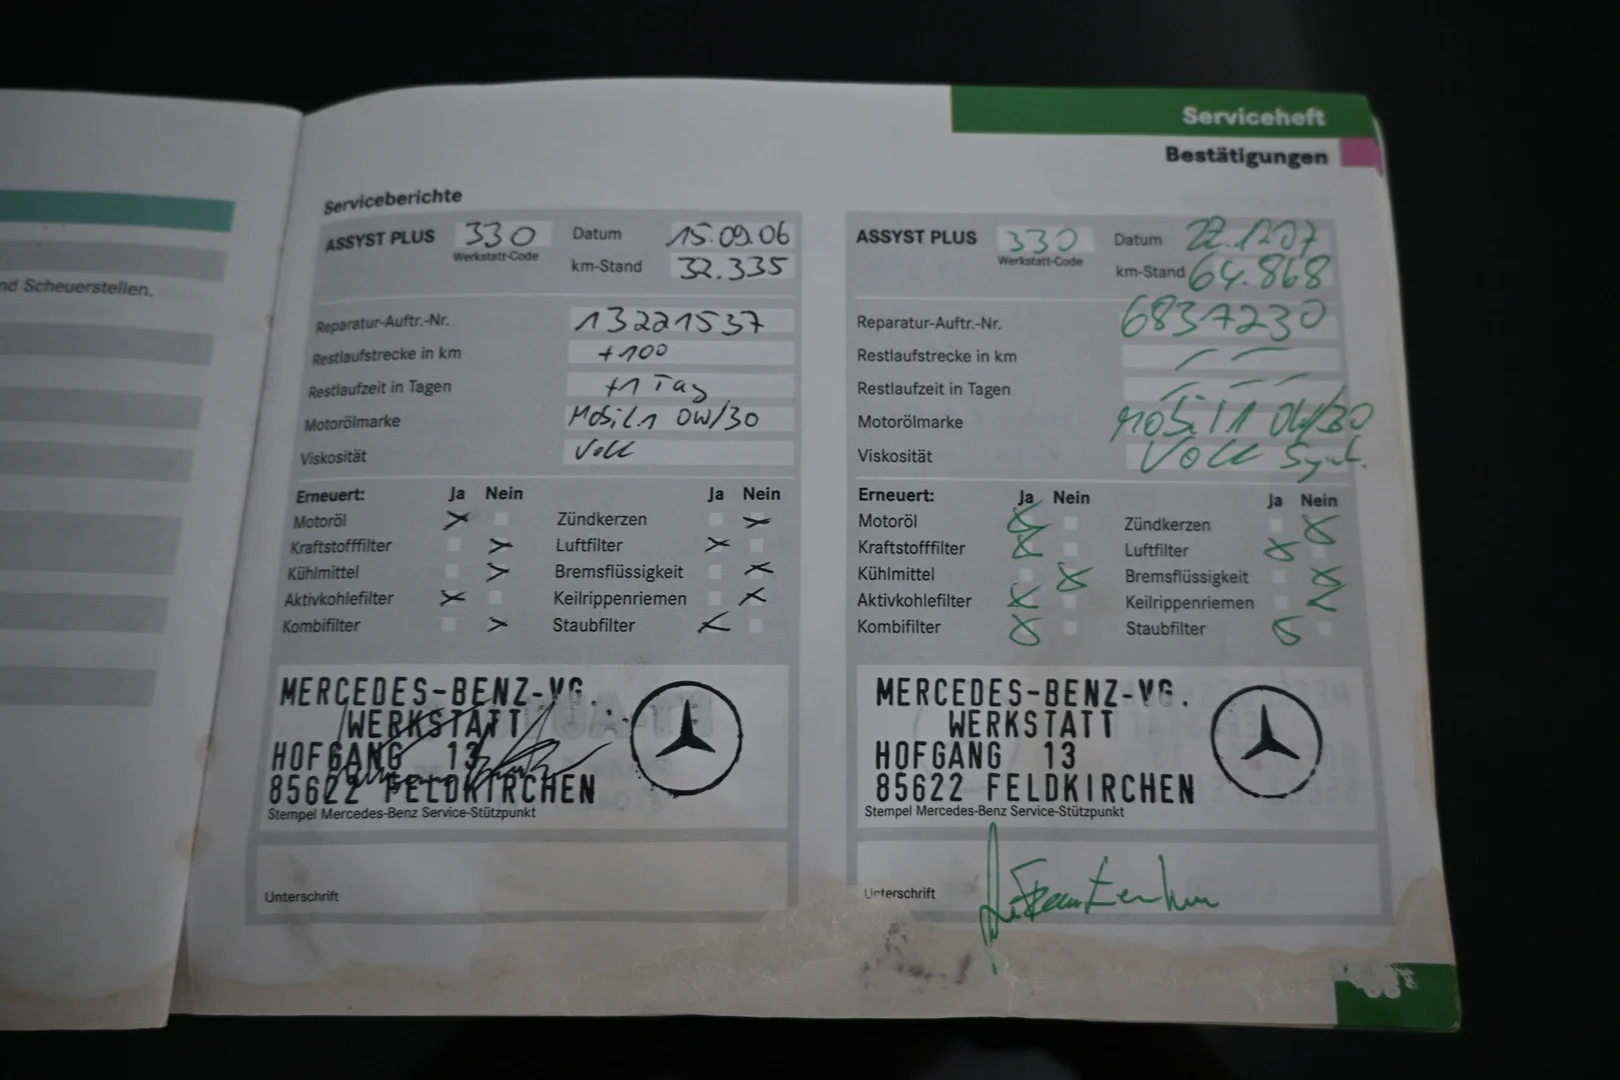 Serviceheft
Bestätigungen
nd Scheuerstellen.
Serviceberichte
ASSYST PLUS 330 Datum 15.09.06
Werkstatt-Code
km-Stand 32.335
Reparatur-Auftr.-Nr. 13221537
Restlaufstrecke in km +100
Restlaufzeit in Tagen +1 Tag
Motorölmarke Mobil 1 0W/30
Viskosität Voll
Erneuert: Ja Nein Ja Nein
Motoröl Zündkerzen
Kraftstofffilter Luftfilter
Kühlmittel Bremsflüssigkeit
Aktivkohlefilter Keilrippenriemen
Kombifilter Staubfilter
MERCEDES-BENZ-VG.
WERKSTATT
HOFGANG 13
85622 FELDKIRCHEN
Stempel Mercedes-Benz Service-Stützpunkt
Unterschrift
ASSYST PLUS 330 Datum 22.1207
Werkstatt-Code
km-Stand 64.868
Reparatur-Auftr.-Nr. 6837230
Restlaufstrecke in km
Restlaufzeit in Tagen
Motorölmarke Mobil 1 0W/30
Viskosität Voll Synt.
Erneuert: Ja Nein Ja Nein
Motoröl Zündkerzen
Kraftstofffilter Luftfilter
Kühlmittel Bremsflüssigkeit
Aktivkohlefilter Keilrippenriemen
Kombifilter Staubfilter
MERCEDES-BENZ-VG.
WERKSTATT
HOFGANG 13
85622 FELDKIRCHEN
Stempel Mercedes-Benz Service-Stützpunkt
Unterschrift